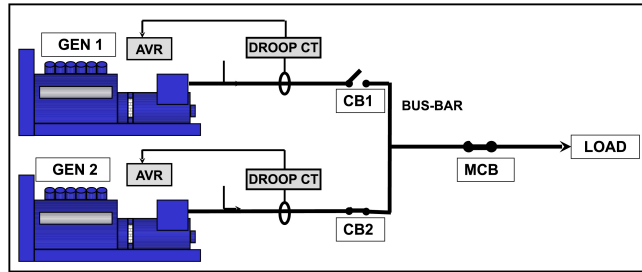 GEN 1
AVR
DROOP CT
CB1
BUS-BAR
MCB
LOAD
GEN 2
AVR
DROOP CT
CB2